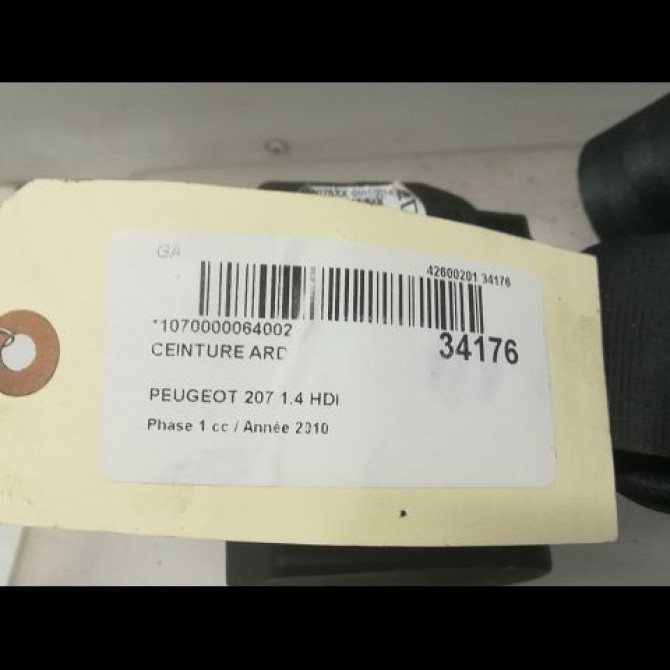 GA
42600201 34176
*1070000064002
34176
CEINTURE ARD
PEUGEOT 207 1.4 HDI
Phase 1 cc / Année 2010